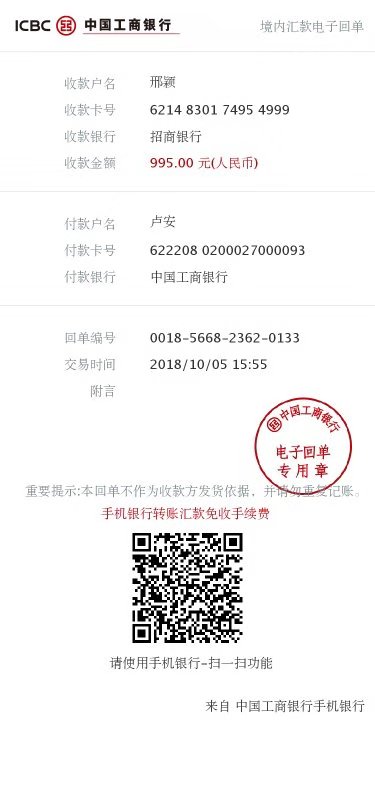 ICBC 中国工商银行 境内汇款电子回单
收款户名 邢颖
收款卡号 6214 8301 7495 4999
收款银行 招商银行
收款金额 995.00 元(人民币)
付款户名 卢安
付款卡号 622208 0200027000093
付款银行 中国工商银行
回单编号 0018-5668-2362-0133
交易时间 2018/10/05 15:55
附言
中国工商银行
电子回单
专用章
重要提示:本回单不作为收款方发货依据，并请勿重复记账。
手机银行转账汇款免收手续费
请使用手机银行-扫一扫功能
来自 中国工商银行手机银行